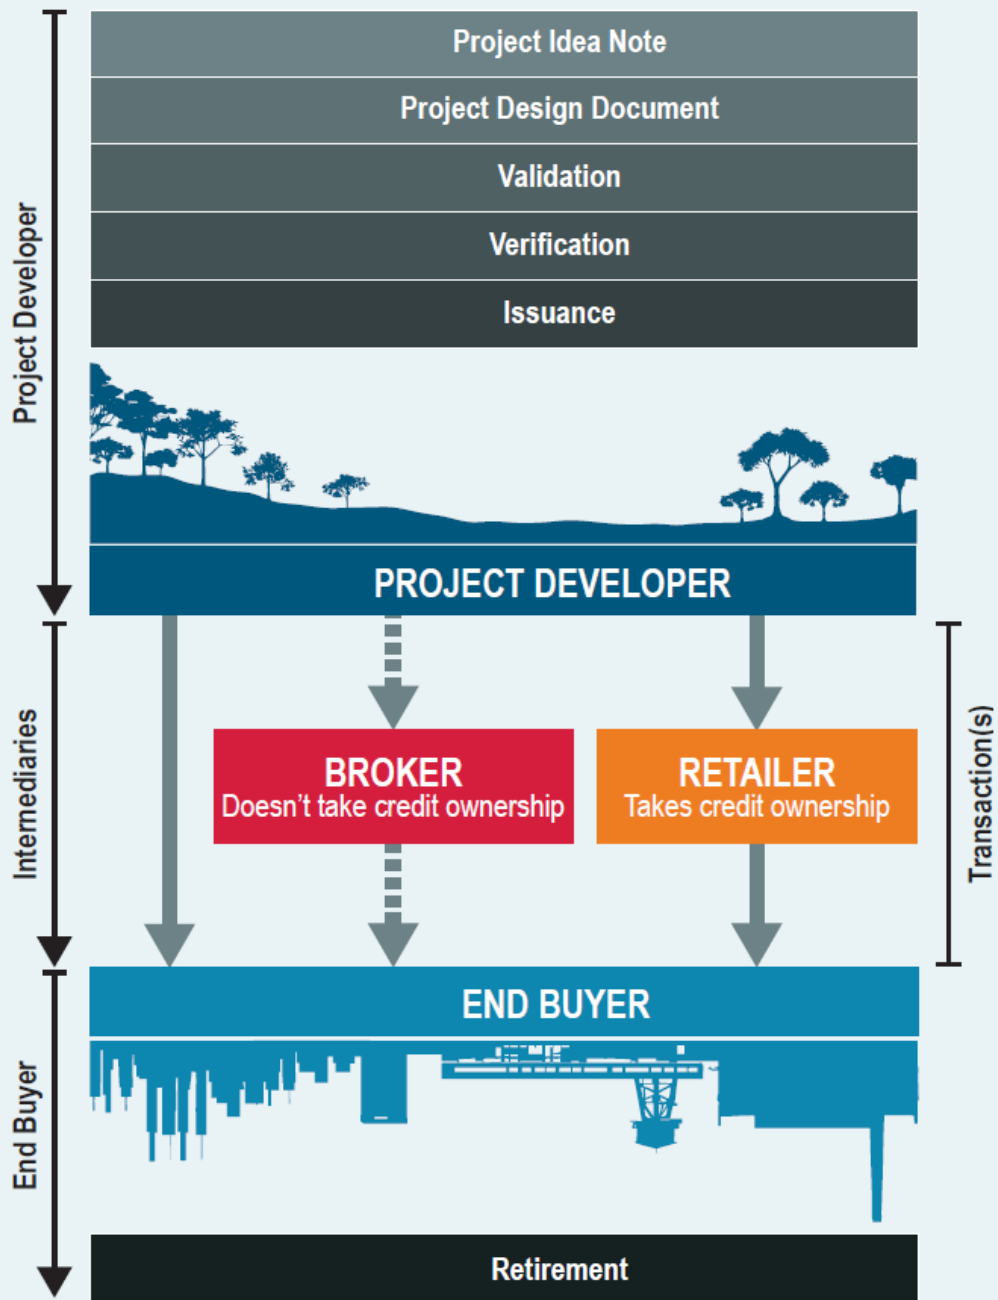 Project Idea Note
Project Design Document
Validation
Verification
Issuance
Project Developer
PROJECT DEVELOPER
Intermediaries
BROKER
Doesn't take credit ownership
RETAILER
Takes credit ownership
Transaction(s)
END BUYER
End Buyer
Retirement